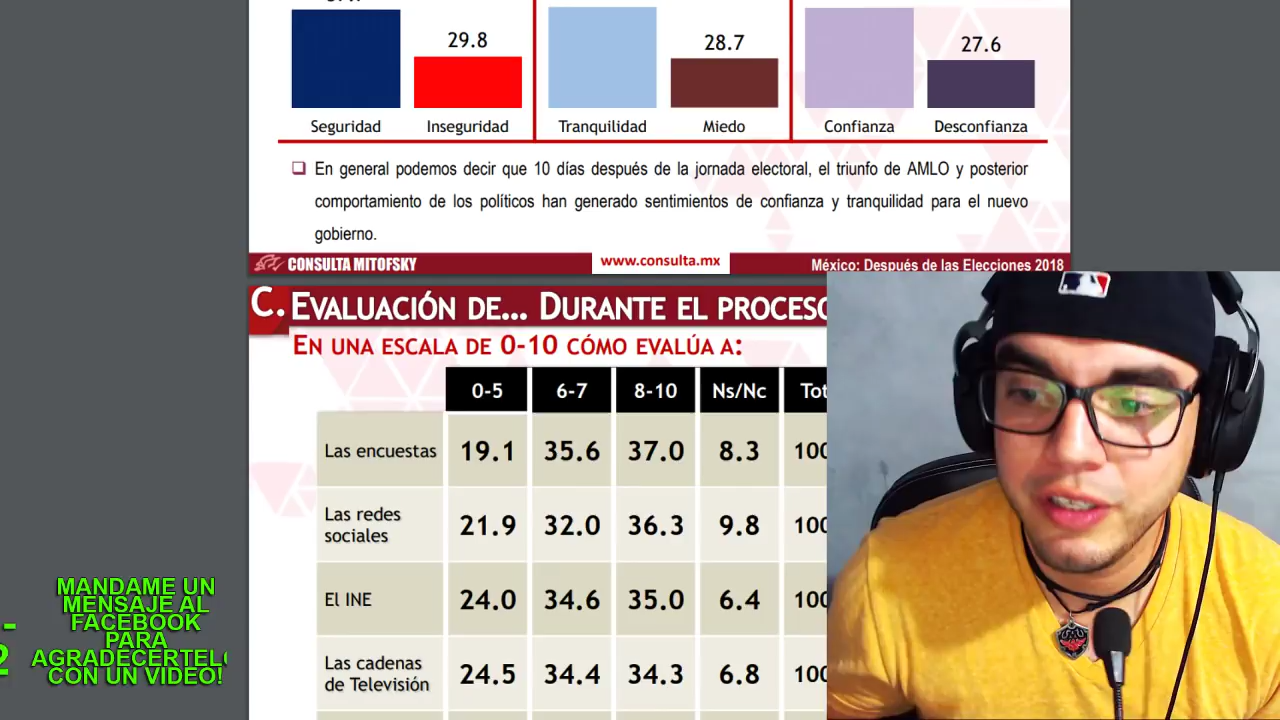 29.8
28.7
27.6
Seguridad
Inseguridad
Tranquilidad
Miedo
Confianza
Desconfianza
En general podemos decir que 10 días después de la jornada electoral, el triunfo de AMLO y posterior
comportamiento de los políticos han generado sentimientos de confianza y tranquilidad para el nuevo
gobierno.
CONSULTA MITOFSKY
www.consulta.mx
México: Después de las Elecciones 2018
C. EVALUACIÓN DE... DURANTE EL PROCESO
EN UNA ESCALA DE 0-10 CÓMO EVALÚA A:
0-5 6-7 8-10 Ns/Nc Tot
Las encuestas 19.1 35.6 37.0 8.3 100
Las redes
sociales
21.9 32.0 36.3 9.8 100
El INE 24.0 34.6 35.0 6.4 100
Las cadenas
de Televisión
24.5 34.4 34.3 6.8 100
MANDAME UN
MENSAJE AL
FACEBOOK
PARA
AGRADECERTELO
CON UN VIDEO!